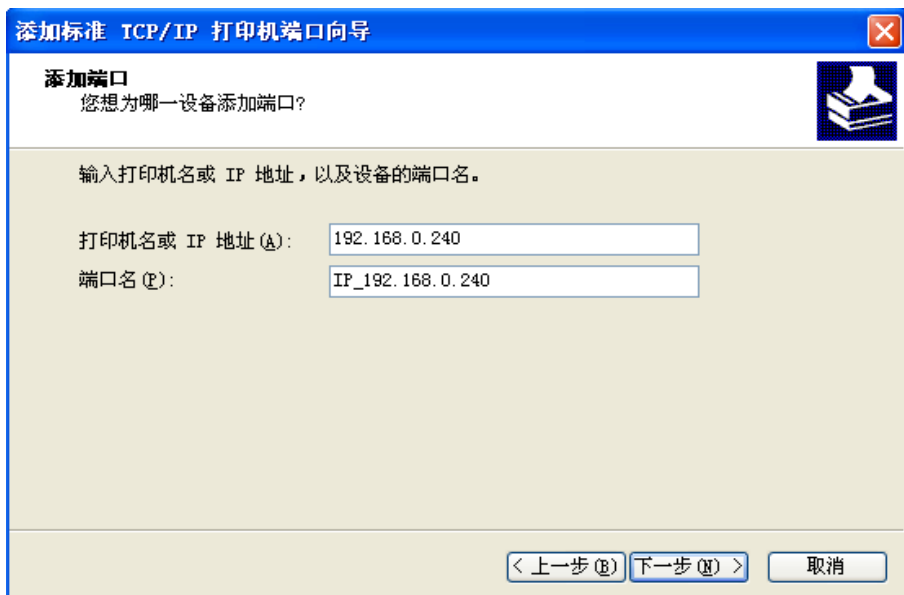 添加标准 TCP/IP 打印机端口向导
添加端口
您想为哪一设备添加端口?
输入打印机名或 IP 地址，以及设备的端口名。
打印机名或 IP 地址(A): 192.168.0.240
端口名(P): IP_192.168.0.240
< 上一步(B) 下一步(N) > 取消